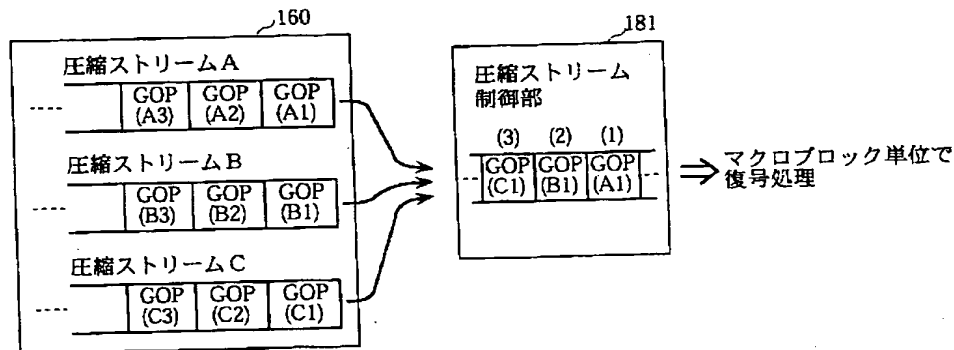 160
圧縮ストリームA
GOP GOP GOP
(A3) (A2) (A1)
圧縮ストリームB
GOP GOP GOP
(B3) (B2) (B1)
圧縮ストリームC
GOP GOP GOP
(C3) (C2) (C1)
181
圧縮ストリーム
制御部
(3) (2) (1)
GOP GOP GOP
(C1) (B1) (A1)
マクロブロック単位で
復号処理